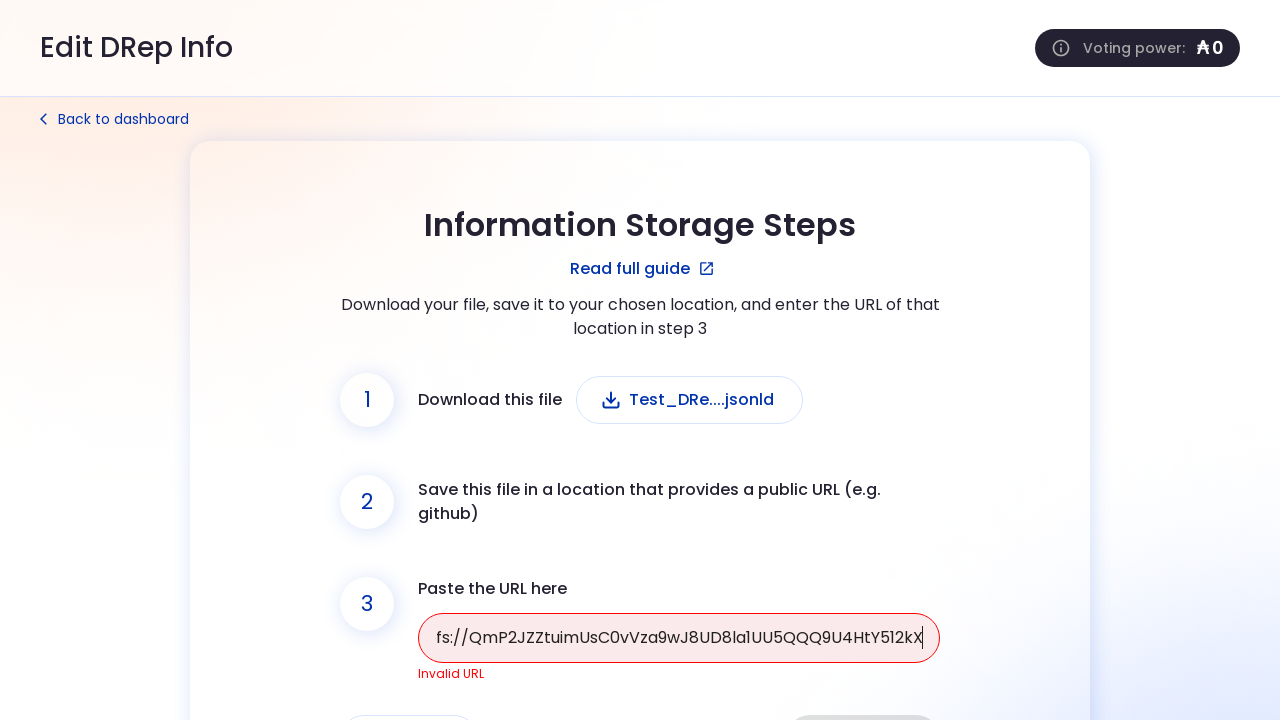 Edit DRep Info
Voting power: ₳ 0
Back to dashboard
Information Storage Steps
Read full guide
Download your file, save it to your chosen location, and enter the URL of that
location in step 3
1
Download this file
Test_DRe....jsonld
2
Save this file in a location that provides a public URL (e.g.
github)
3
Paste the URL here
fs://QmP2JZZtuimUsC0vVza9wJ8UD8la1UU5QQQ9U4HtY512kX
Invalid URL